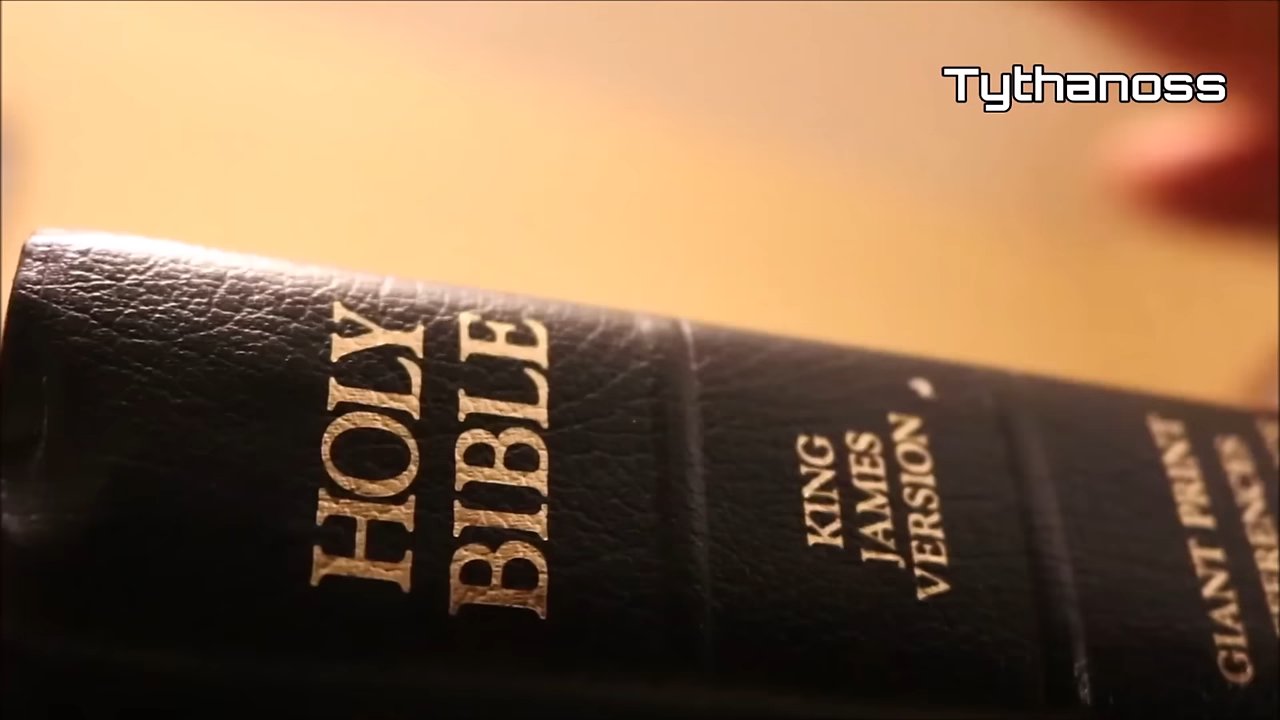 Tythanoss
HOLY
BIBLE
KING
JAMES
VERSION
GIANT PRINT